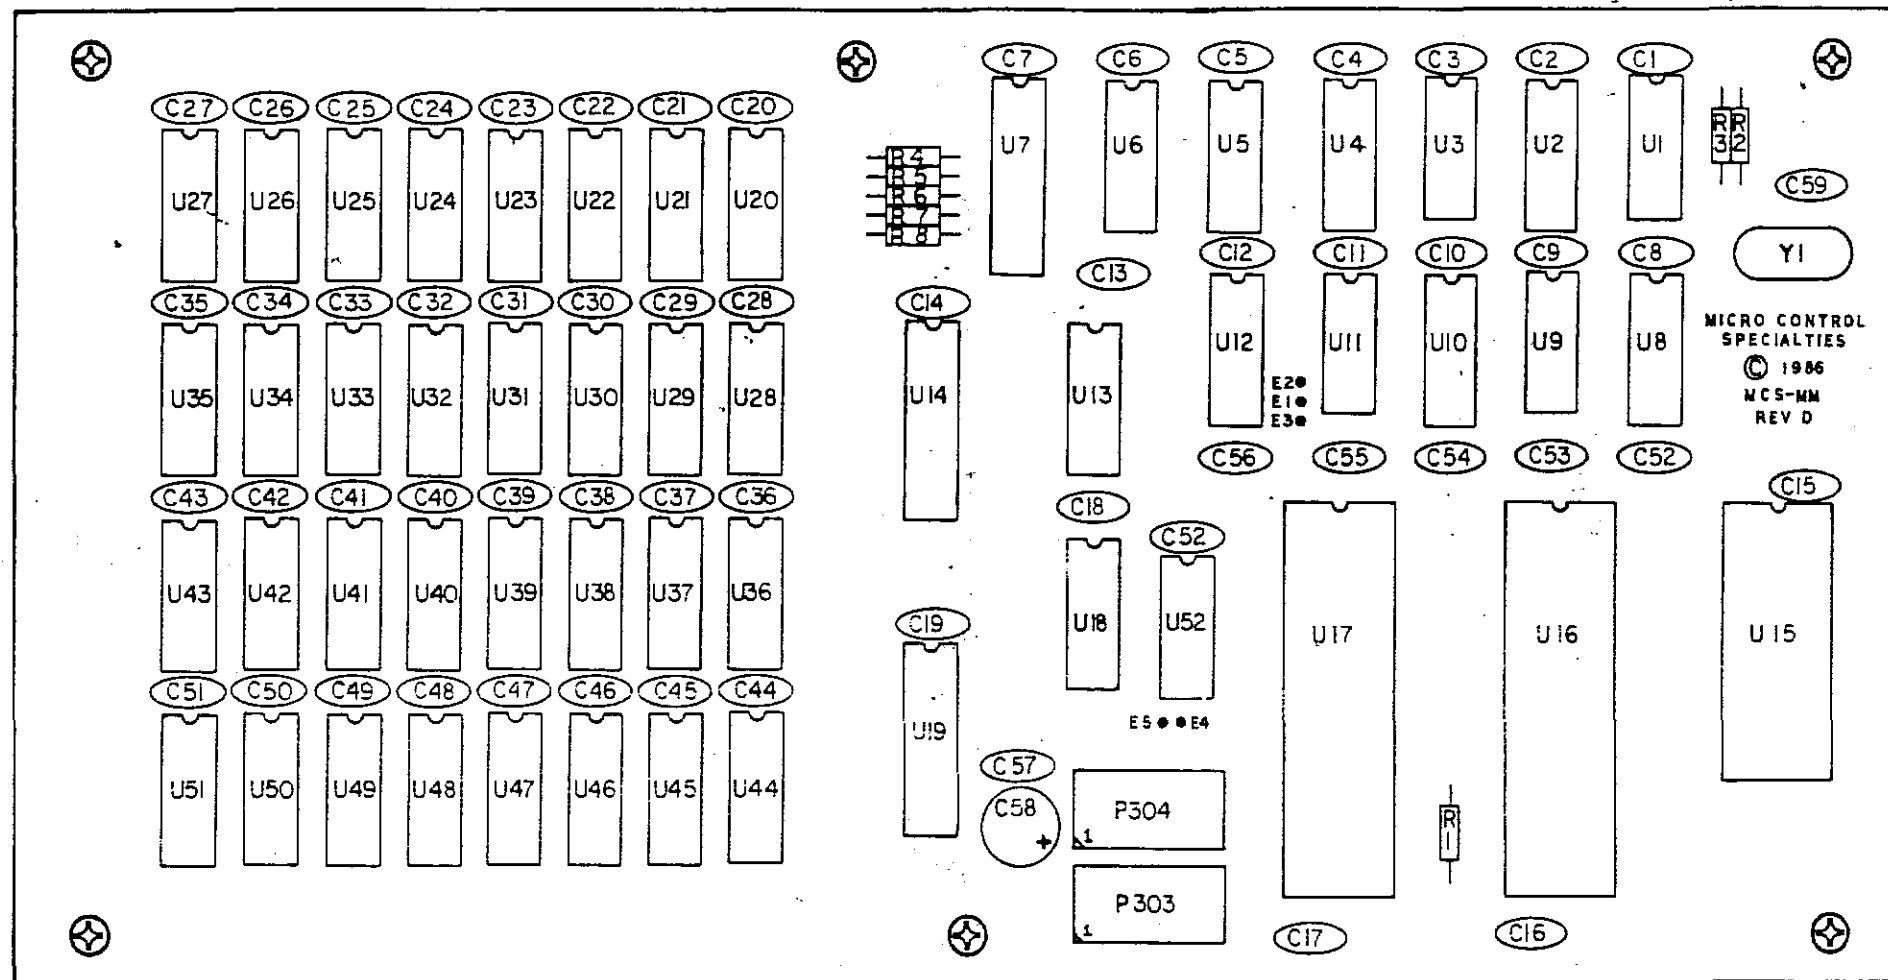 C7 C6 C5 C4 C3 C2 C1
C27 C26 C25 C24 C23 C22 C21 C20
U7 U6 U5 U4 U3 U2 U1 R3 R2
R4
R5
R6
R7
R8
C59
U27 U26 U25 U24 U23 U22 U21 U20
C13 C12 C11 C10 C9 C8 Y1
C35 C34 C33 C32 C31 C30 C29 C28 C14
MICRO CONTROL
SPECIALTIES
© 1986
MCS-MM
REV D
U12 U11 U10 U9 U8
E2
E1
E3
U35 U34 U33 U32 U31 U30 U29 U28 U14 U13
C56 C55 C54 C53 C52
C15
C43 C42 C41 C40 C39 C38 C37 C36 C18
C52
U43 U42 U41 U40 U39 U38 U37 U36
C19 U18 U52 U17 U16 U15
C51 C50 C49 C48 C47 C46 C45 C44
U19 E5 E4
C57
U51 U50 U49 U48 U47 U46 U45 U44
C58 + P304 1 R1
P303 1
C17 C16